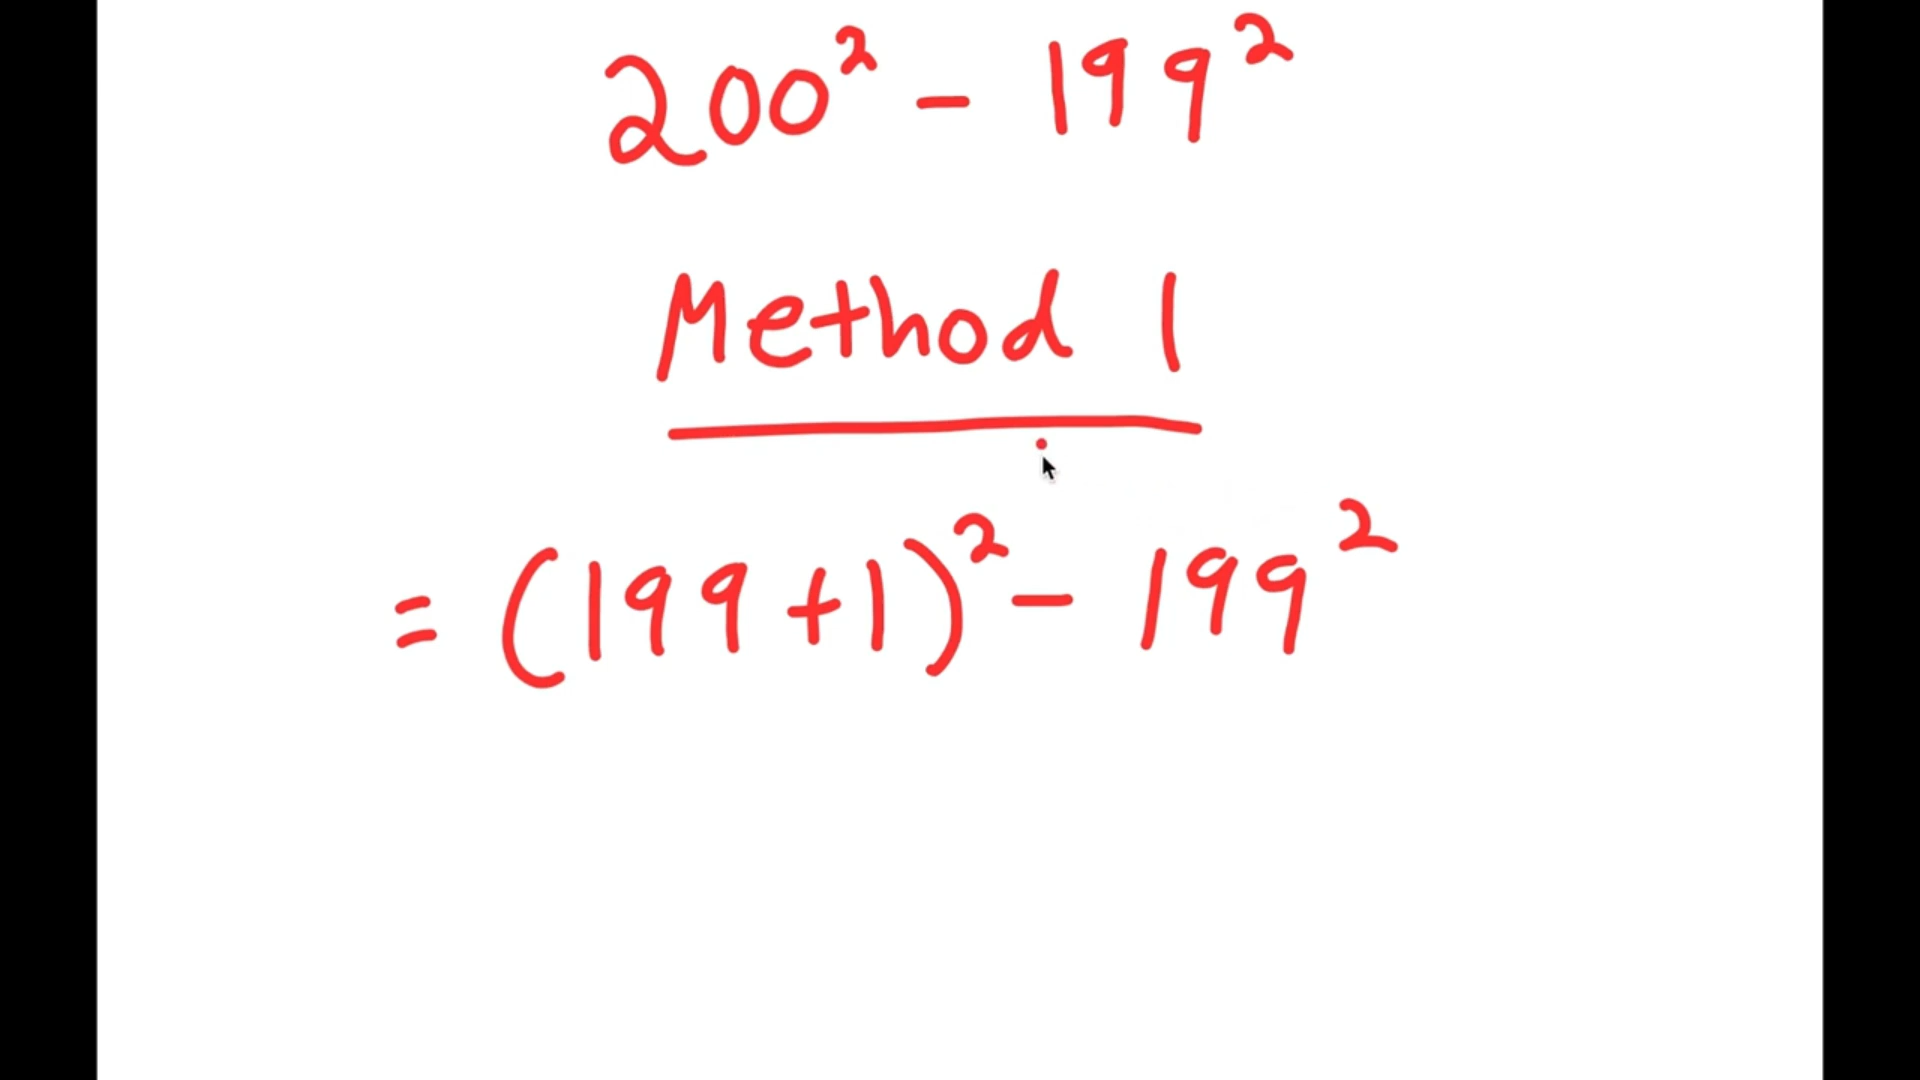 200² - 199²
Method 1
= (199+1)² - 199²